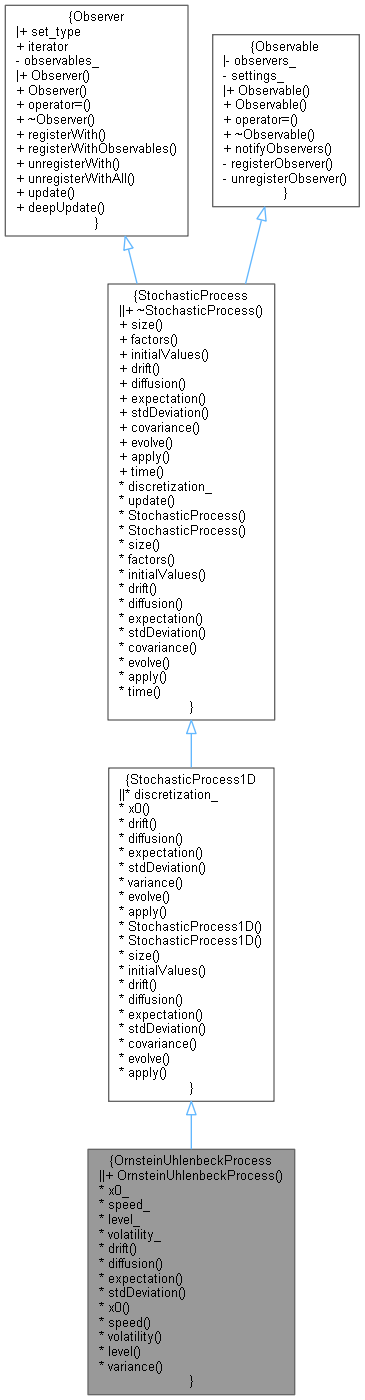 {Observer
|+ set_type
+ iterator
- observables_
|+ Observer()
+ Observer()
+ operator=()
+ ~Observer()
+ registerWith()
+ registerWithObservables()
+ unregisterWith()
+ unregisterWithAll()
+ update()
+ deepUpdate()
}
{Observable
|- observers_
- settings_
|+ Observable()
+ Observable()
+ operator=()
+ ~Observable()
+ notifyObservers()
- registerObserver()
- unregisterObserver()
}
{StochasticProcess
||+ ~StochasticProcess()
+ size()
+ factors()
+ initialValues()
+ drift()
+ diffusion()
+ expectation()
+ stdDeviation()
+ covariance()
+ evolve()
+ apply()
+ time()
* discretization_
* update()
* StochasticProcess()
* StochasticProcess()
* size()
* factors()
* initialValues()
* drift()
* diffusion()
* expectation()
* stdDeviation()
* covariance()
* evolve()
* apply()
* time()
}
{StochasticProcess1D
||* discretization_
* x0()
* drift()
* diffusion()
* expectation()
* stdDeviation()
* variance()
* evolve()
* apply()
* StochasticProcess1D()
* StochasticProcess1D()
* size()
* initialValues()
* drift()
* diffusion()
* expectation()
* stdDeviation()
* covariance()
* evolve()
* apply()
}
{OrnsteinUhlenbeckProcess
||+ OrnsteinUhlenbeckProcess()
* x0_
* speed_
* level_
* volatility_
* drift()
* diffusion()
* expectation()
* stdDeviation()
* x0()
* speed()
* volatility()
* level()
* variance()
}